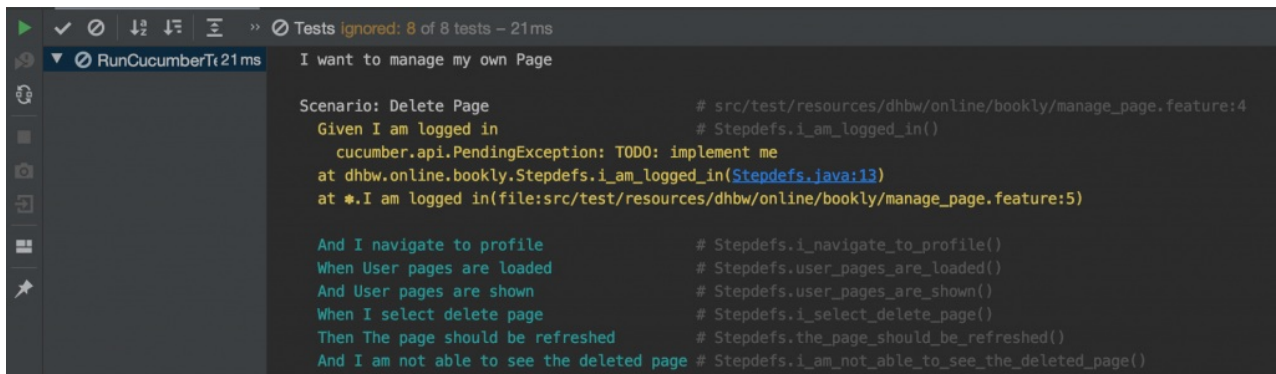 Tests ignored: 8 of 8 tests – 21ms
RunCucumberTe 21 ms
I want to manage my own Page
Scenario: Delete Page # src/test/resources/dhbw/online/bookly/manage_page.feature:4
Given I am logged in # Stepdefs.i_am_logged_in()
cucumber.api.PendingException: TODO: implement me
at dhbw.online.bookly.Stepdefs.i_am_logged_in(Stepdefs.java:13)
at ✽.I am logged in(file:src/test/resources/dhbw/online/bookly/manage_page.feature:5)
And I navigate to profile # Stepdefs.i_navigate_to_profile()
When User pages are loaded # Stepdefs.user_pages_are_loaded()
And User pages are shown # Stepdefs.user_pages_are_shown()
When I select delete page # Stepdefs.i_select_delete_page()
Then The page should be refreshed # Stepdefs.the_page_should_be_refreshed()
And I am not able to see the deleted page # Stepdefs.i_am_not_able_to_see_the_deleted_page()